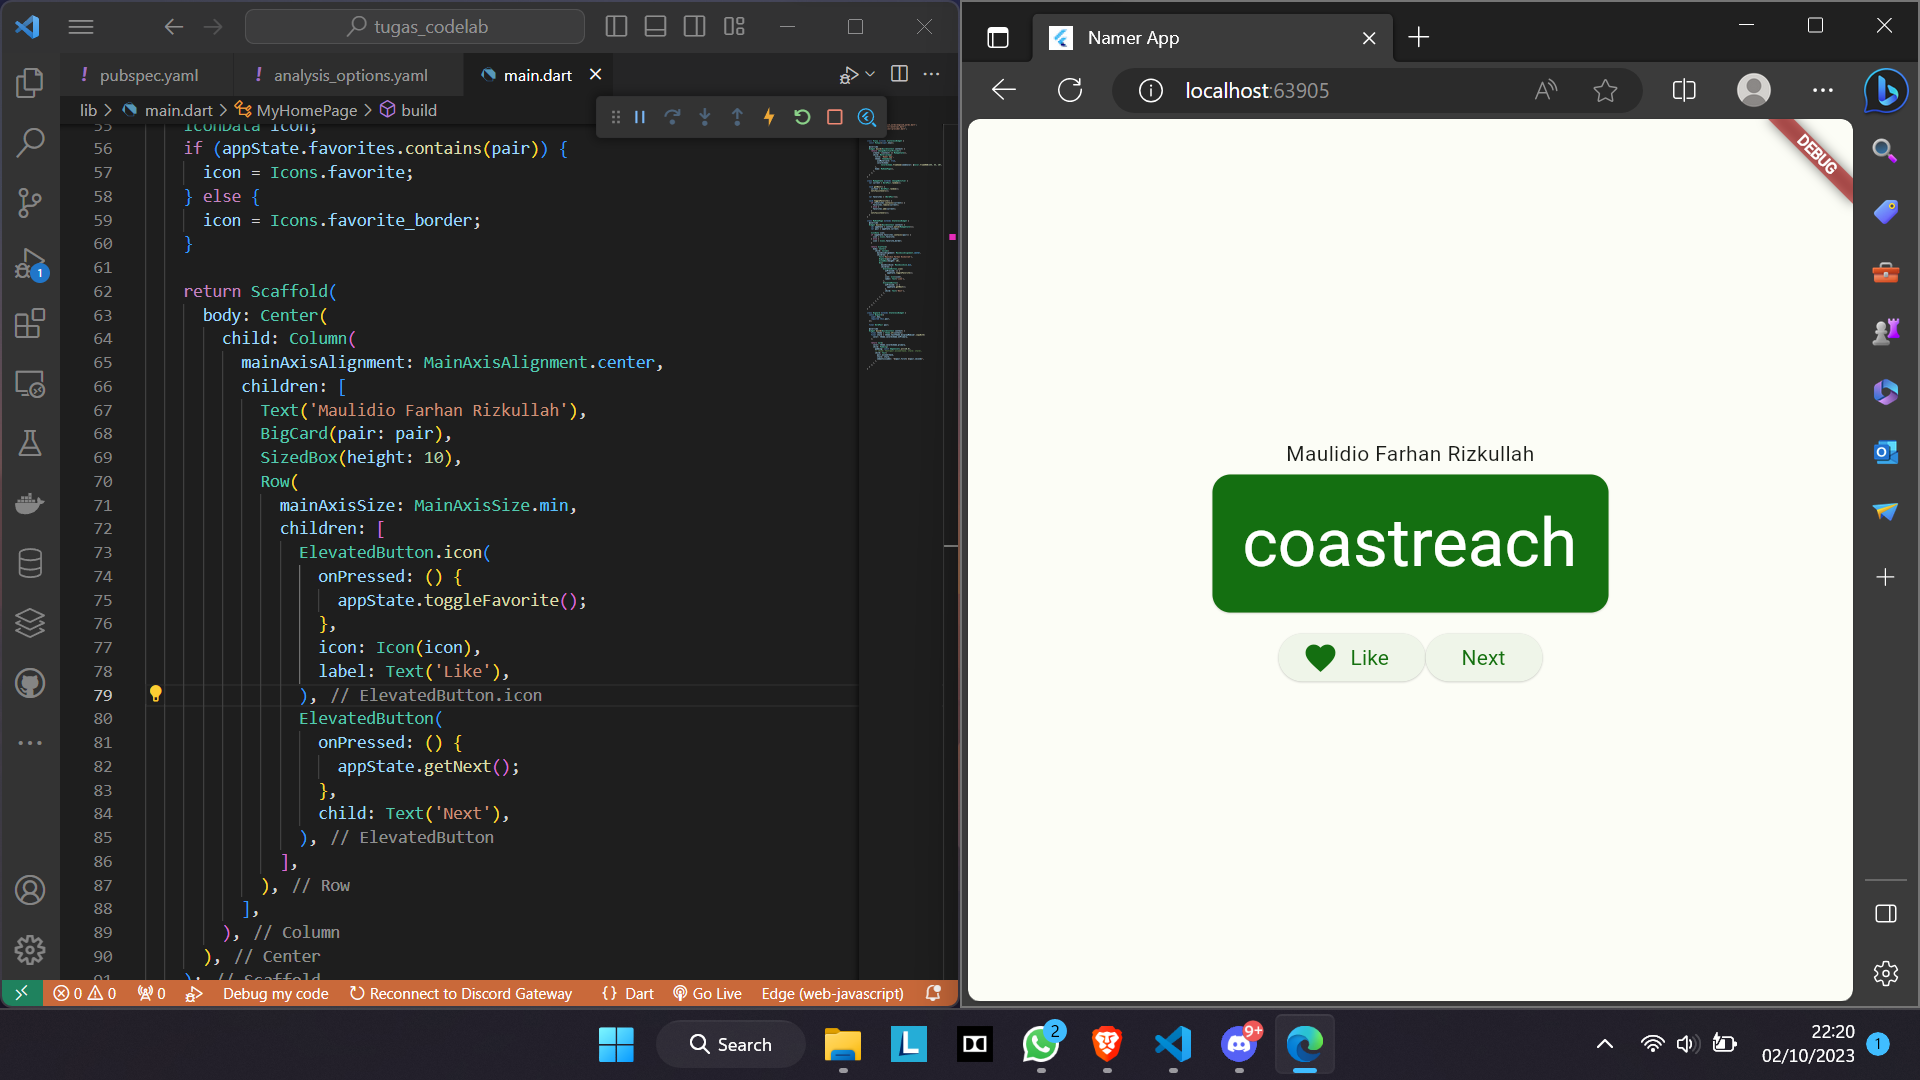 tugas_codelab
! pubspec.yaml
! analysis_options.yaml
main.dart
lib > main.dart > MyHomePage > build
55 IconData icon;
56 if (appState.favorites.contains(pair)) {
57 icon = Icons.favorite;
58 } else {
59 icon = Icons.favorite_border;
60 }
61
62 return Scaffold(
63 body: Center(
64 child: Column(
65 mainAxisAlignment: MainAxisAlignment.center,
66 children: [
67 Text('Maulidio Farhan Rizkullah'),
68 BigCard(pair: pair),
69 SizedBox(height: 10),
70 Row(
71 mainAxisSize: MainAxisSize.min,
72 children: [
73 ElevatedButton.icon(
74 onPressed: () {
75 appState.toggleFavorite();
76 },
77 icon: Icon(icon),
78 label: Text('Like'),
79 ), // ElevatedButton.icon
80 ElevatedButton(
81 onPressed: () {
82 appState.getNext();
83 },
84 child: Text('Next'),
85 ), // ElevatedButton
86 ],
87 ), // Row
88 ],
89 ), // Column
90 ), // Center
91 ); // Scaffold
1
0 0 0 Debug my code Reconnect to Discord Gateway {} Dart Go Live Edge (web-javascript)
Namer App
localhost:63905
DEBUG
Maulidio Farhan Rizkullah
coastreach
Like
Next
Search
2
9+
22:20
02/10/2023
1